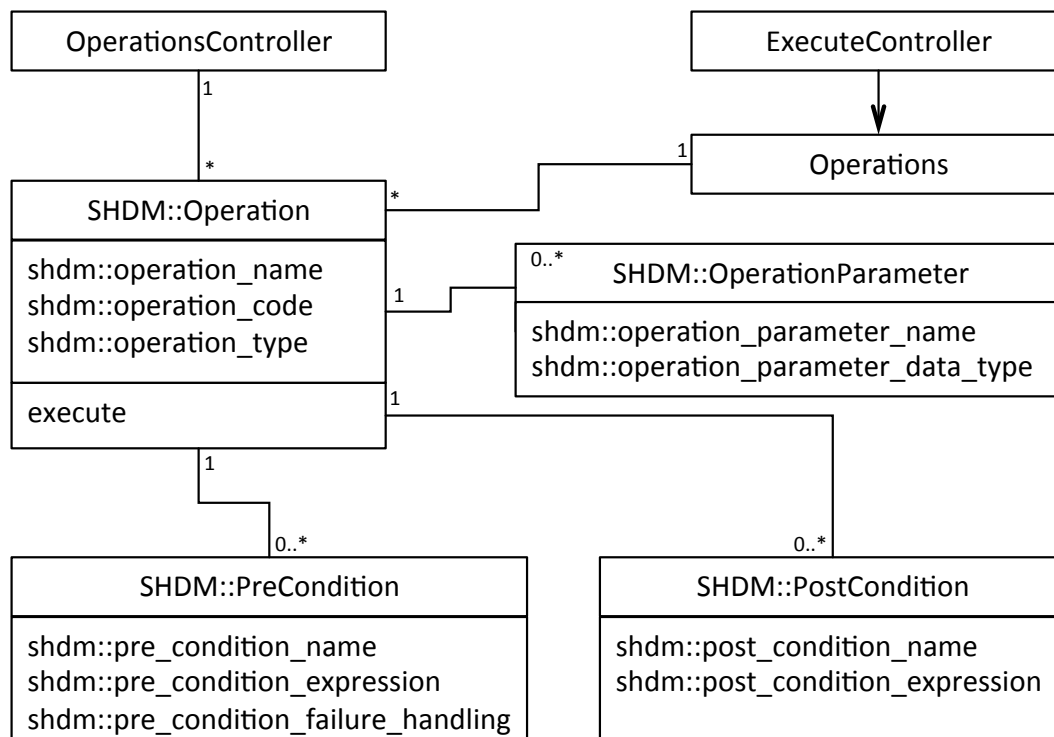 OperationsController
ExecuteController
1
*
1
Operations
*
SHDM::Operation
shdm::operation_name
shdm::operation_code
shdm::operation_type
execute
1
0..*
SHDM::OperationParameter
shdm::operation_parameter_name
shdm::operation_parameter_data_type
1
1
0..*
0..*
SHDM::PreCondition
shdm::pre_condition_name
shdm::pre_condition_expression
shdm::pre_condition_failure_handling
SHDM::PostCondition
shdm::post_condition_name
shdm::post_condition_expression